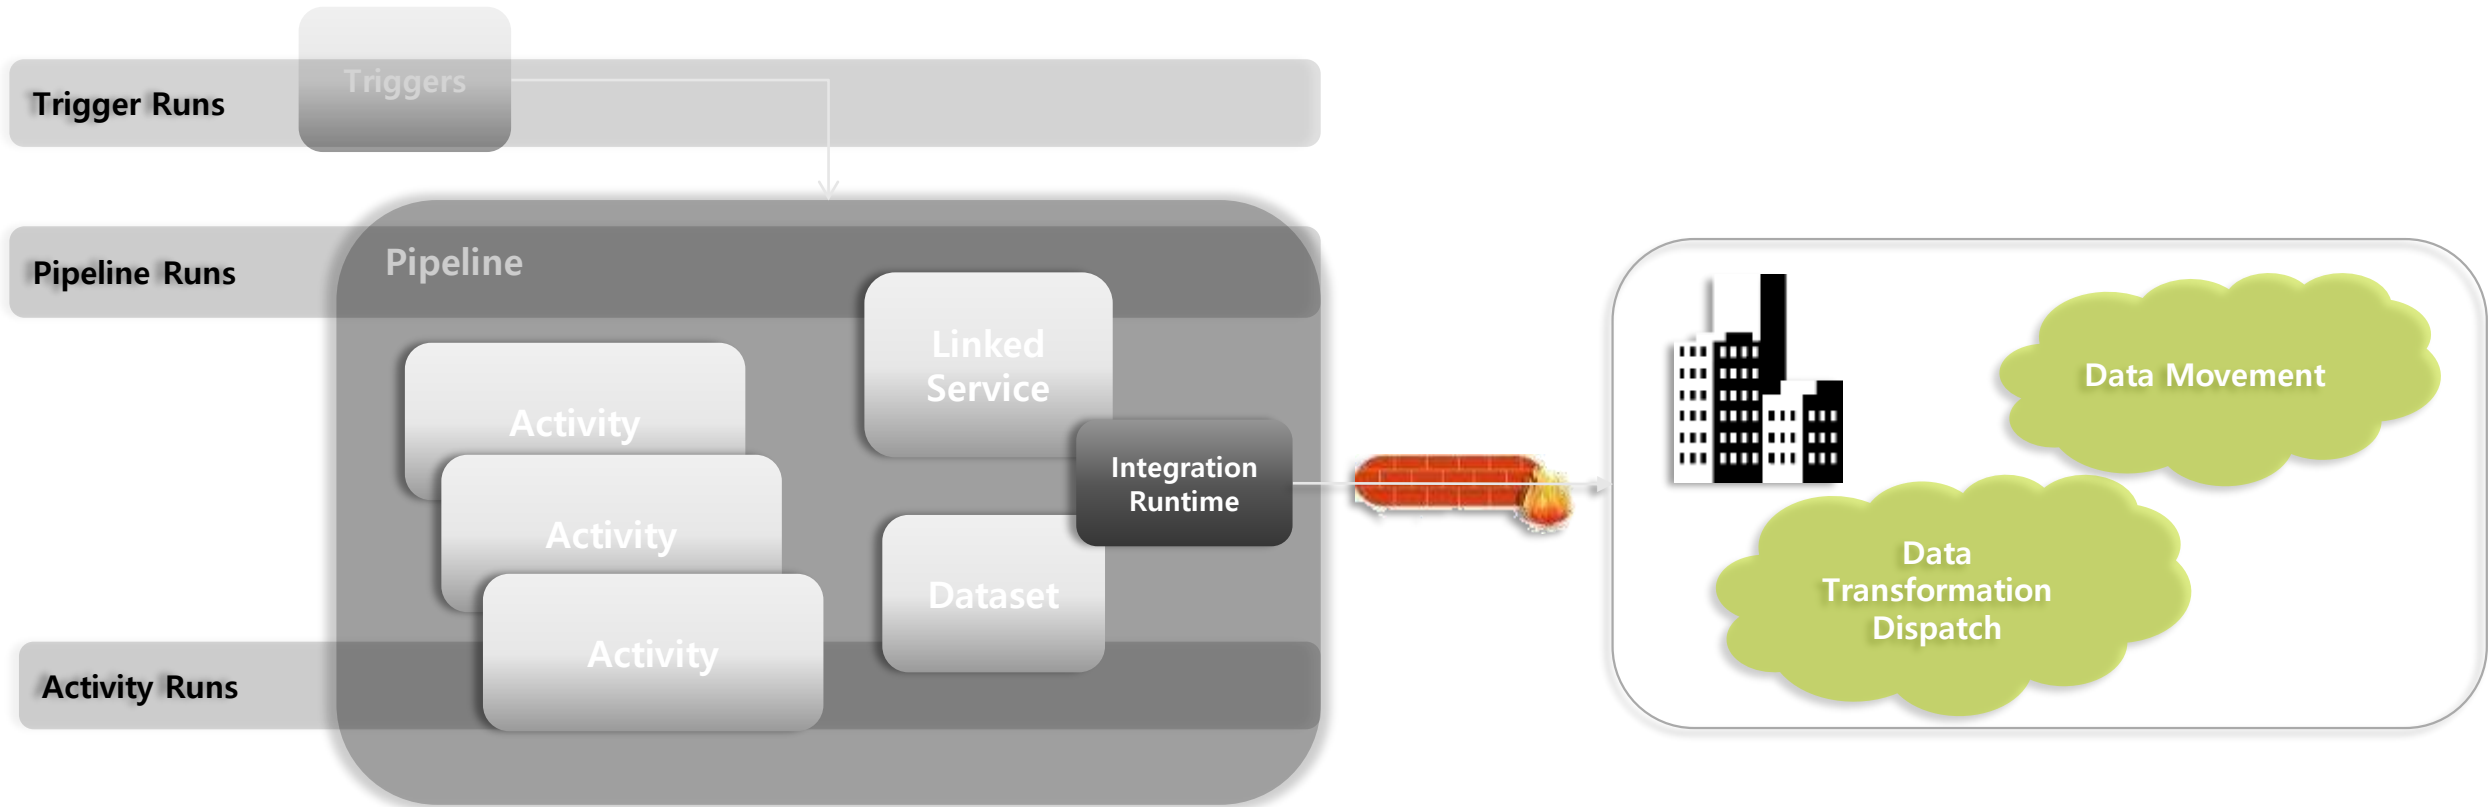 Triggers
Trigger Runs
Pipeline
Pipeline Runs
Linked
Service
Activity
Integration
Runtime
Activity
Dataset
Activity
Activity Runs
Data Movement
Data
Transformation
Dispatch